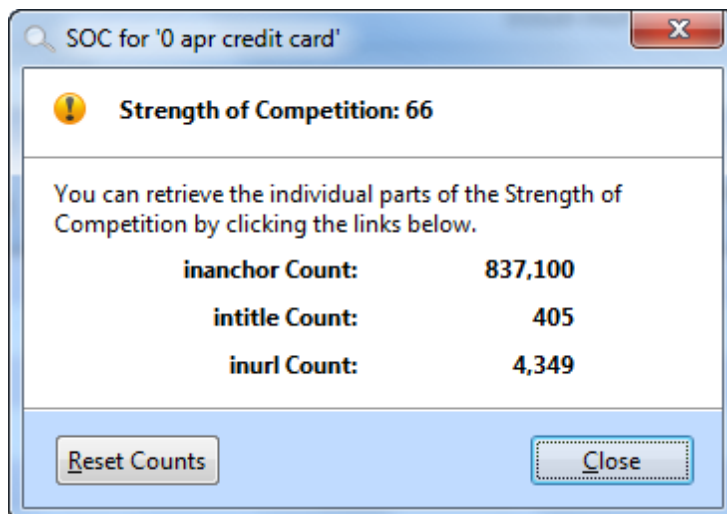 SOC for '0 apr credit card'
Strength of Competition: 66
You can retrieve the individual parts of the Strength of
Competition by clicking the links below.
inanchor Count: 837,100
intitle Count: 405
inurl Count: 4,349
Reset Counts Close